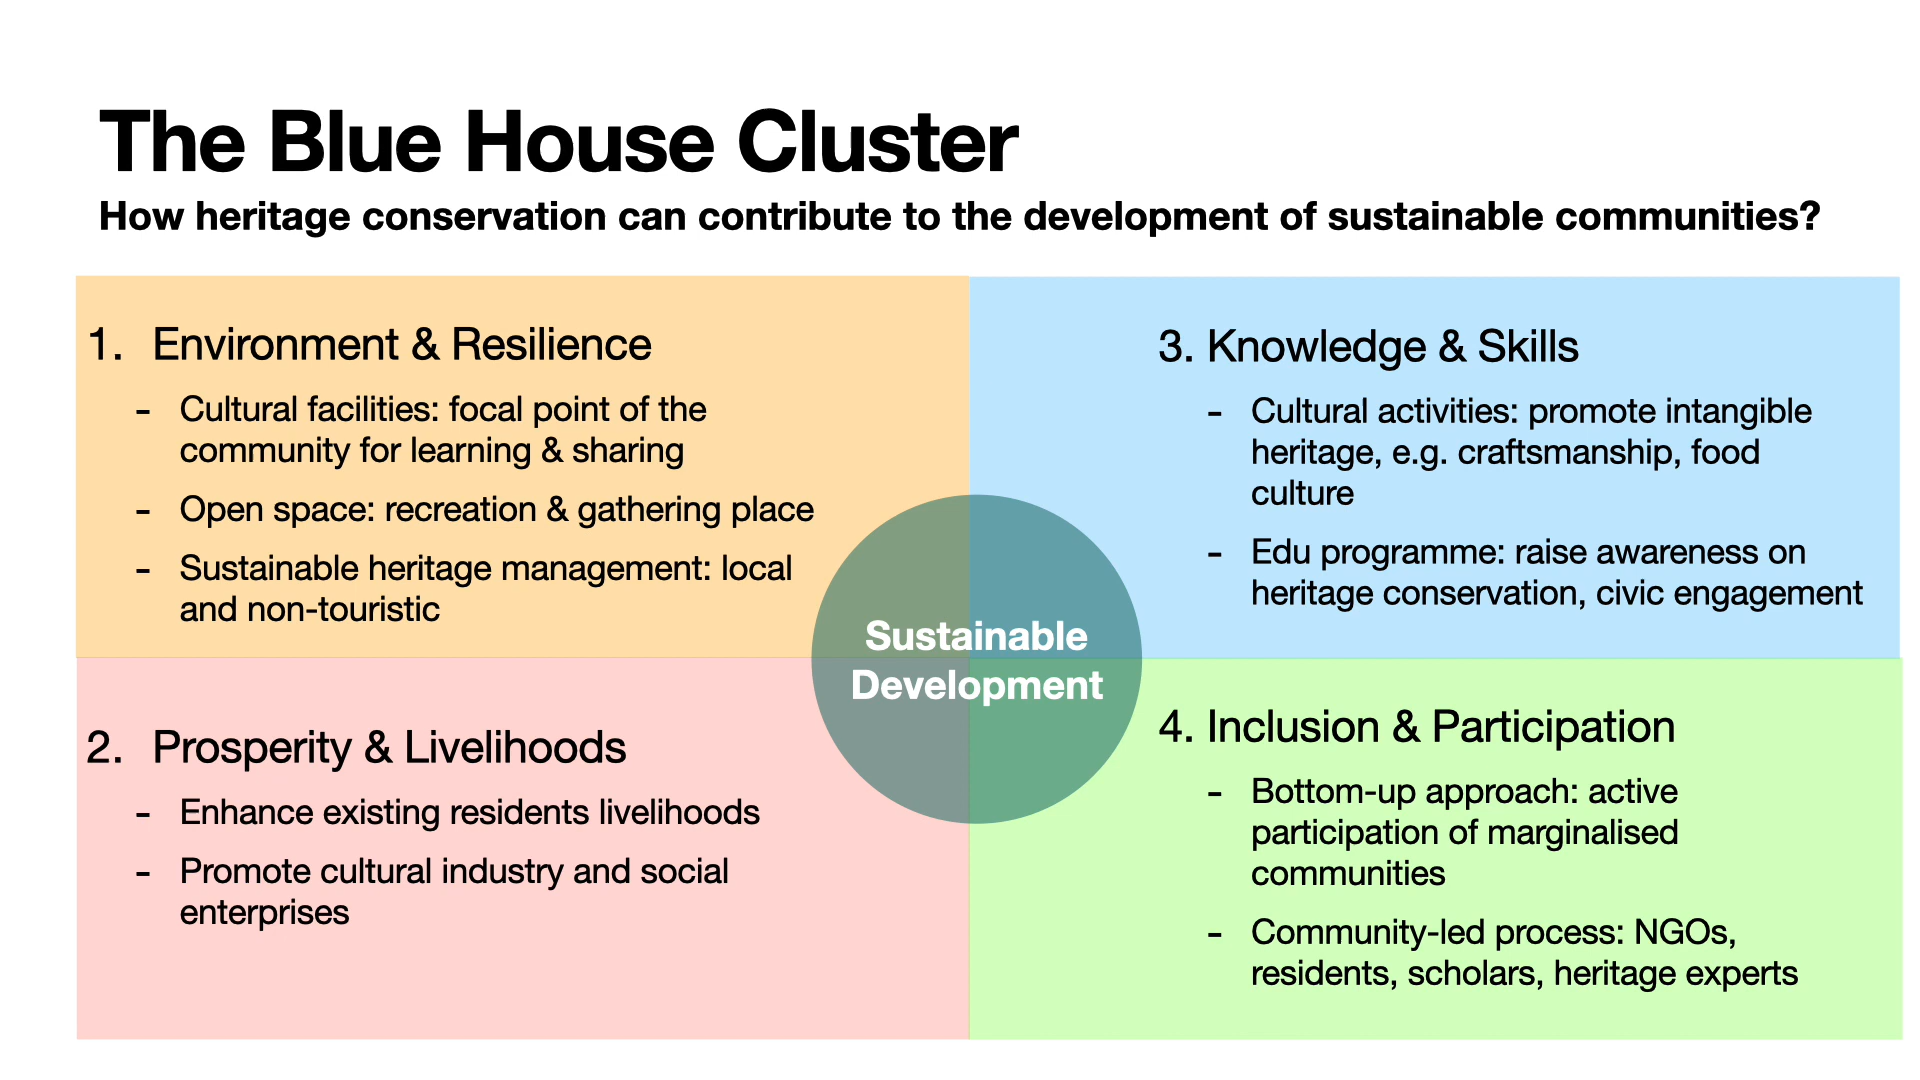 The Blue House Cluster
How heritage conservation can contribute to the development of sustainable communities?
1. Environment & Resilience
- Cultural facilities: focal point of the
community for learning & sharing
- Open space: recreation & gathering place
- Sustainable heritage management: local
and non-touristic
2. Prosperity & Livelihoods
- Enhance existing residents livelihoods
- Promote cultural industry and social
enterprises
3. Knowledge & Skills
- Cultural activities: promote intangible
heritage, e.g. craftsmanship, food
culture
- Edu programme: raise awareness on
heritage conservation, civic engagement
4. Inclusion & Participation
- Bottom-up approach: active
participation of marginalised
communities
- Community-led process: NGOs,
residents, scholars, heritage experts
Sustainable
Development